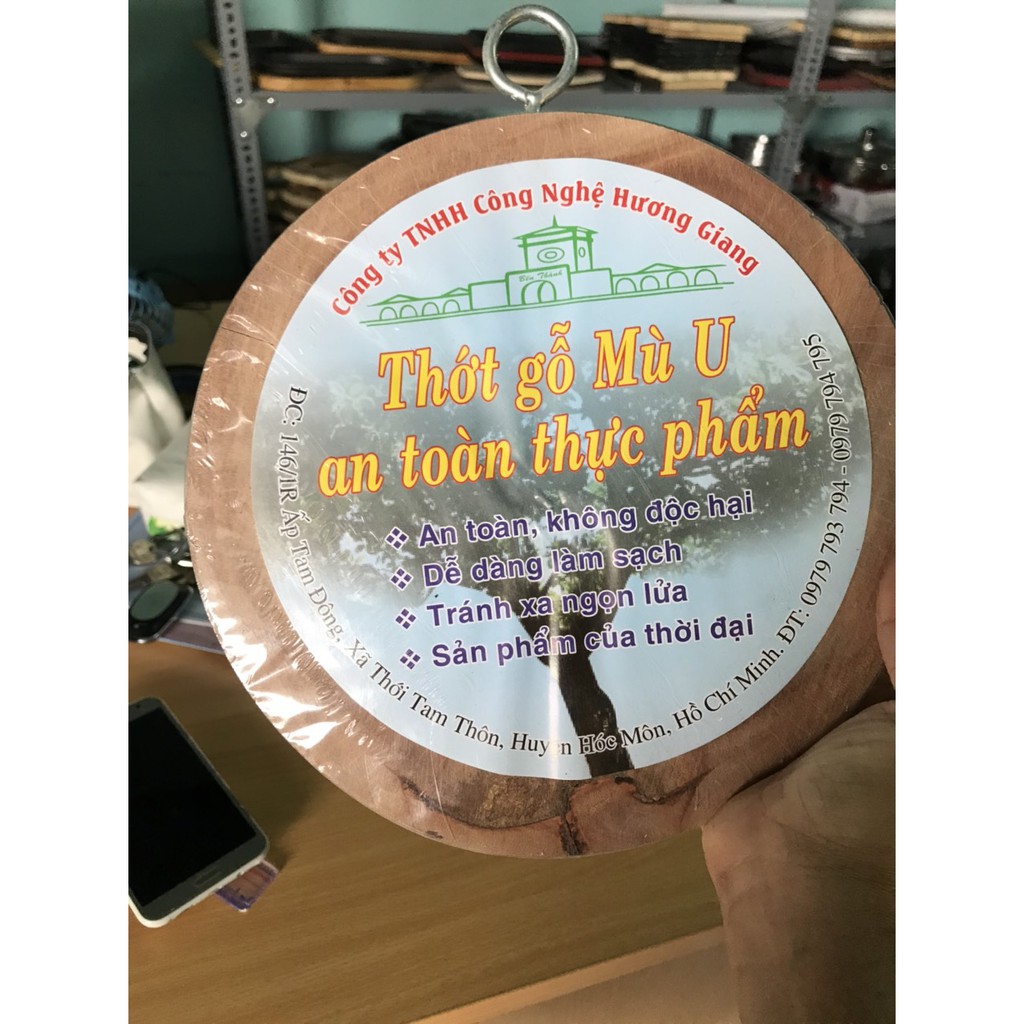 Công ty TNHH Công Nghệ Hương Giang
Bến Thành
Thớt gỗ Mù U
an toàn thực phẩm
❖ An toàn, không độc hại
❖ Dễ dàng làm sạch
❖ Tránh xa ngọn lửa
❖ Sản phẩm của thời đại
ĐC: 146/1R Ấp Tam Đông, Xã Thới Tam Thôn, Huyện Hóc Môn, Hồ Chí Minh. ĐT: 0979 793 794 - 0979 794 795